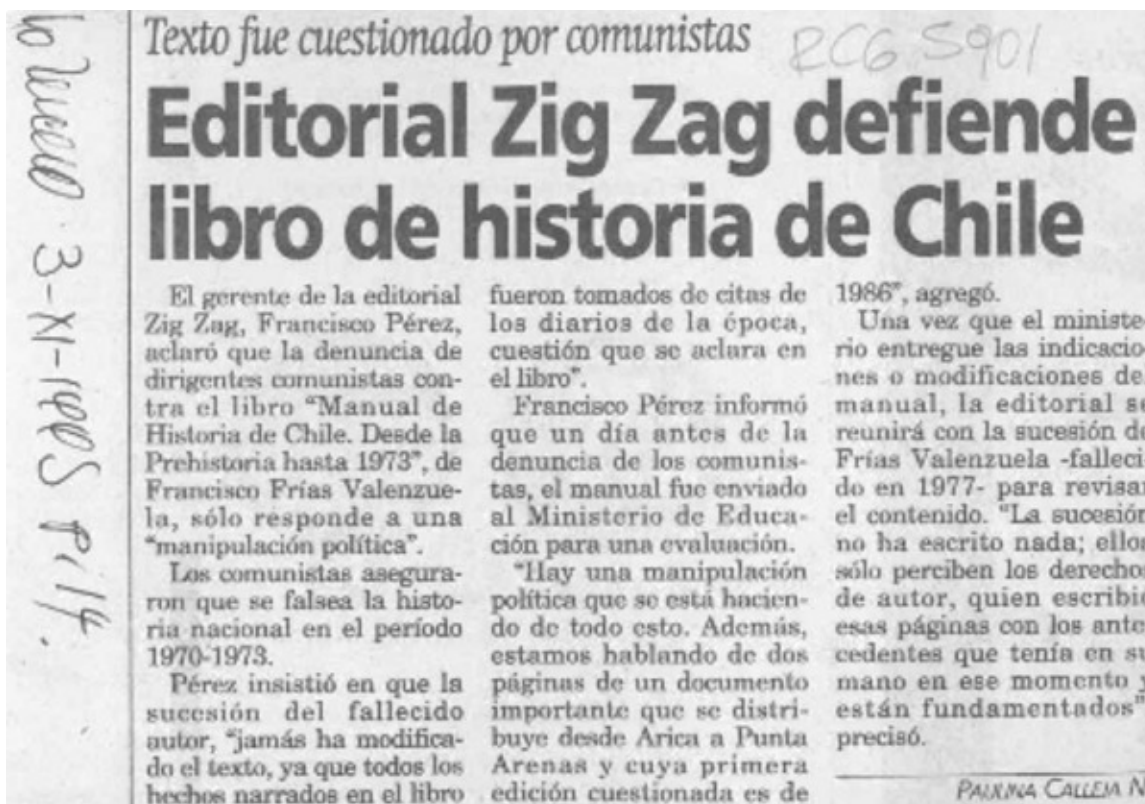 Texto fue cuestionado por comunistas
RCG 5901
Editorial Zig Zag defiende
libro de historia de Chile
El gerente de la editorial
Zig Zag, Francisco Pérez,
aclaró que la denuncia de
dirigentes comunistas con-
tra el libro “Manual de
Historia de Chile. Desde la
Prehistoria hasta 1973”, de
Francisco Frías Valenzue-
la, sólo responde a una
“manipulación política”.
Los comunistas asegura-
ron que se falsea la histo-
ria nacional en el período
1970-1973.
Pérez insistió en que la
sucesión del fallecido
autor, “jamás ha modifica-
do el texto, ya que todos los
hechos narrados en el libro
fueron tomados de citas de
los diarios de la época,
cuestión que se aclara en
el libro”.
Francisco Pérez informó
que un día antes de la
denuncia de los comunis-
tas, el manual fue enviado
al Ministerio de Educa-
ción para una evaluación.
“Hay una manipulación
política que se está hacien-
do de todo esto. Además,
estamos hablando de dos
páginas de un documento
importante que se distri-
buye desde Arica a Punta
Arenas y cuya primera
edición cuestionada es de
1986”, agregó.
Una vez que el ministe-
rio entregue las indicacio-
nes o modificaciones de
manual, la editorial se
reunirá con la sucesión de
Frías Valenzuela -falleci-
do en 1977- para revisar
el contenido. “La sucesión
no ha escrito nada; ellos
sólo perciben los derechos
de autor, quien escribió
esas páginas con los ante-
cedentes que tenía en su
mano en ese momento y
están fundamentados”
precisó.
PAULINA CALLEJA
3-XI-1995 P. 14.